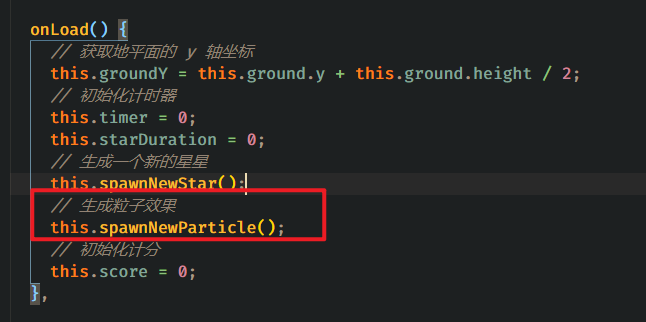 onLoad() {
// 获取地平面的 y 轴坐标
this.groundY = this.ground.y + this.ground.height / 2;
// 初始化计时器
this.timer = 0;
this.starDuration = 0;
// 生成一个新的星星
this.spawnNewStar();
// 生成粒子效果
this.spawnNewParticle();
// 初始化计分
this.score = 0;
},